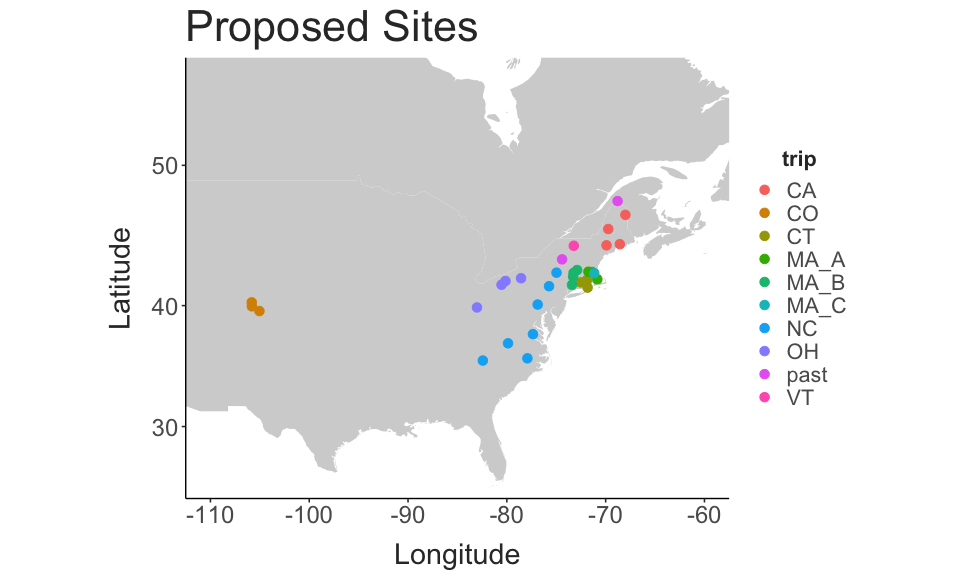 Proposed Sites
50
40
30
Latitude
-110 -100 -90 -80 -70 -60
Longitude
trip
CA
CO
CT
MA_A
MA_B
MA_C
NC
OH
past
VT